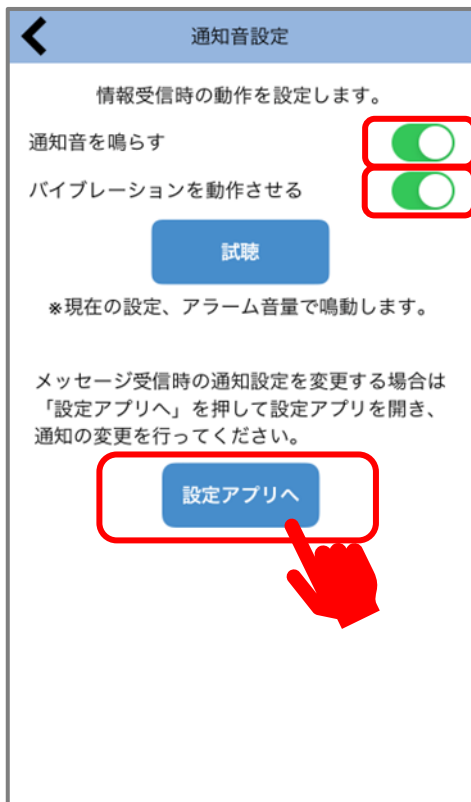 通知音設定
情報受信時の動作を設定します。
通知音を鳴らす
バイブレーションを動作させる
試聴
※現在の設定、アラーム音量で鳴動します。
メッセージ受信時の通知設定を変更する場合は
「設定アプリへ」を押して設定アプリを開き、
通知の変更を行ってください。
設定アプリへ